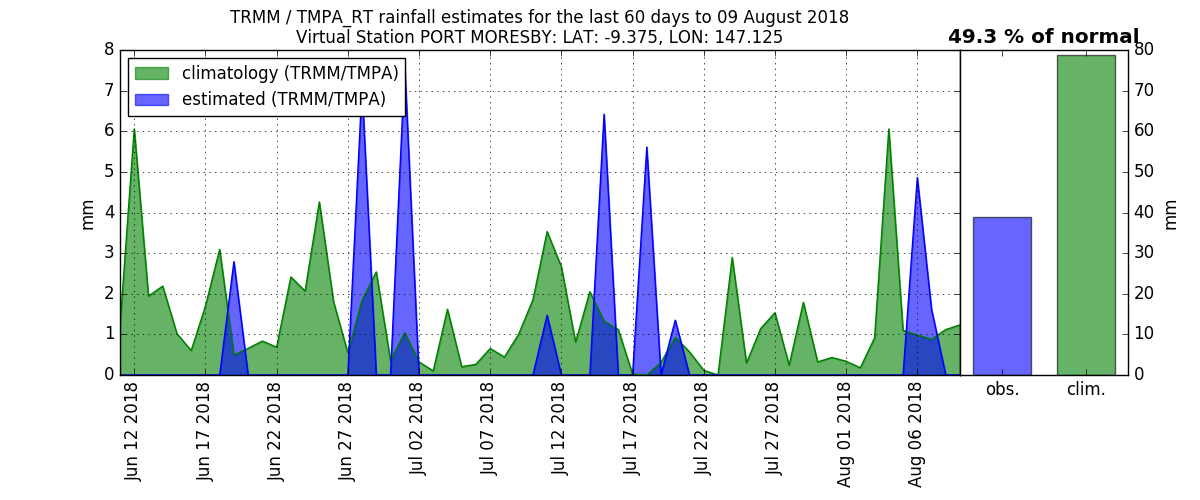 TRMM / TMPA_RT rainfall estimates for the last 60 days to 09 August 2018
Virtual Station PORT MORESBY: LAT: -9.375, LON: 147.125
49.3 % of normal
climatology (TRMM/TMPA)
estimated (TRMM/TMPA)
8
7
6
5
4
3
2
1
0
mm
Jun 12 2018
Jun 17 2018
Jun 22 2018
Jun 27 2018
Jul 02 2018
Jul 07 2018
Jul 12 2018
Jul 17 2018
Jul 22 2018
Jul 27 2018
Aug 01 2018
Aug 06 2018
obs.
clim.
80
70
60
50
40
30
20
10
0
mm